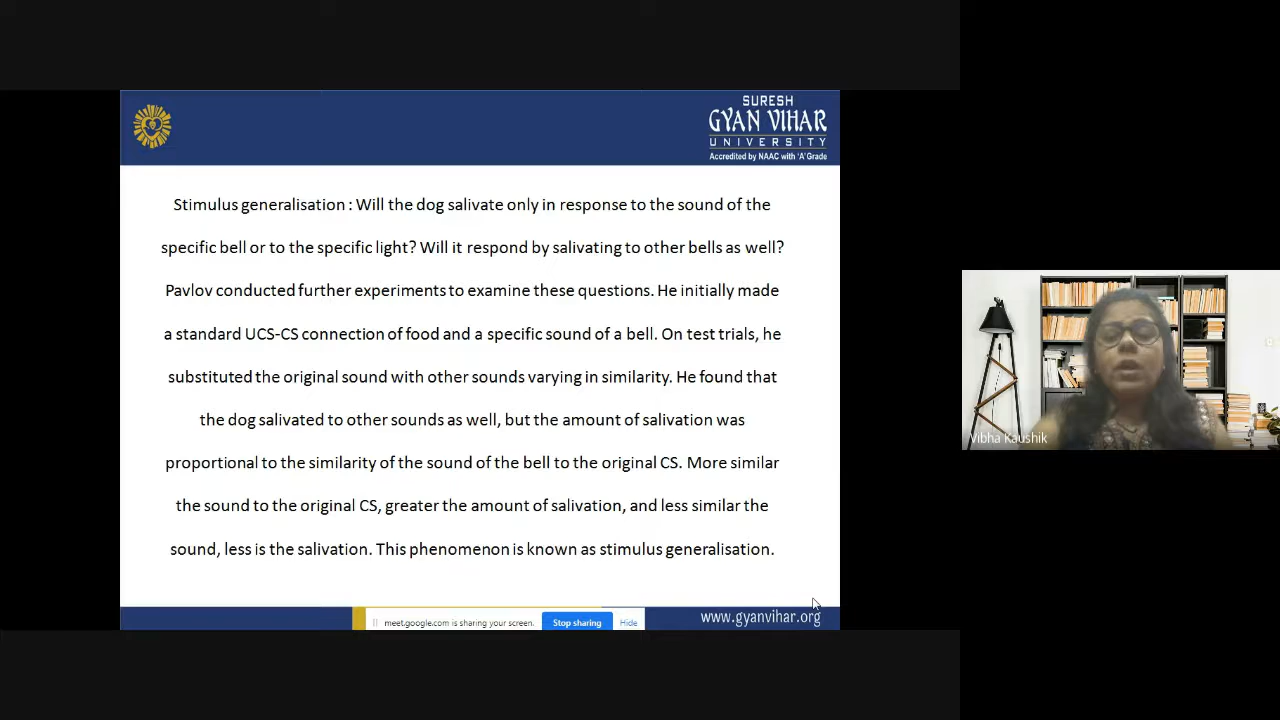 SURESH
GYAN VIHAR
UNIVERSITY
Accredited by NAAC with 'A' Grade
Stimulus generalisation : Will the dog salivate only in response to the sound of the
specific bell or to the specific light? Will it respond by salivating to other bells as well?
Pavlov conducted further experiments to examine these questions. He initially made
a standard UCS-CS connection of food and a specific sound of a bell. On test trials, he
substituted the original sound with other sounds varying in similarity. He found that
the dog salivated to other sounds as well, but the amount of salivation was
proportional to the similarity of the sound of the bell to the original CS. More similar
the sound to the original CS, greater the amount of salivation, and less similar the
sound, less is the salivation. This phenomenon is known as stimulus generalisation.
meet.google.com is sharing your screen. Stop sharing Hide
www.gyanvihar.org
Vibha Kaushik